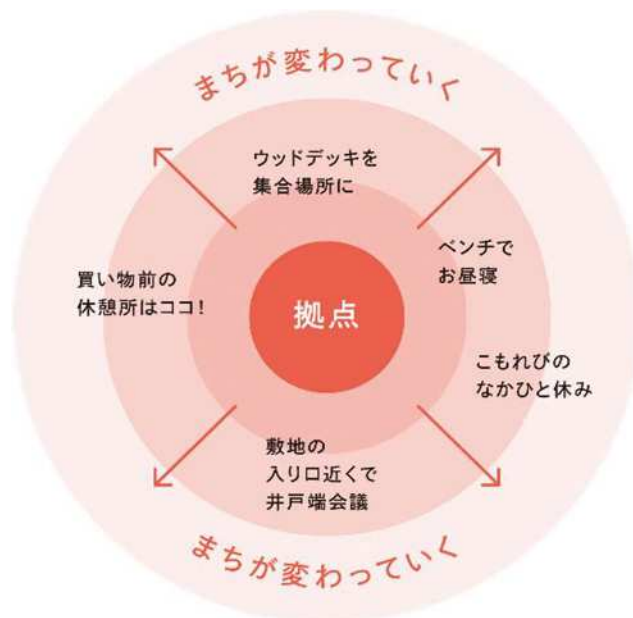 まちが変わっていく
ウッドデッキを
集合場所に
ベンチで
お昼寝
買い物前の
休憩所はココ!
拠点
こもれびの
なかひと休み
敷地の
入り口近くで
井戸端会議
まちが変わっていく